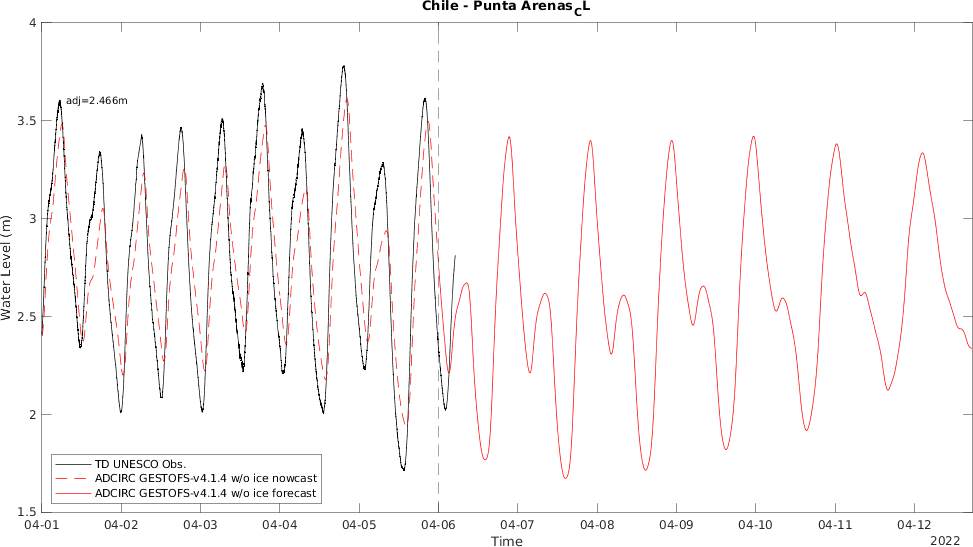 Chile - Punta Arenas_CL
4
3.5
3
2.5
2
1.5
Water Level (m)
adj=2.466m
TD UNESCO Obs.
ADCIRC GESTOFS-v4.1.4 w/o ice nowcast
ADCIRC GESTOFS-v4.1.4 w/o ice forecast
04-01 04-02 04-03 04-04 04-05 04-06 04-07 04-08 04-09 04-10 04-11 04-12
Time
2022